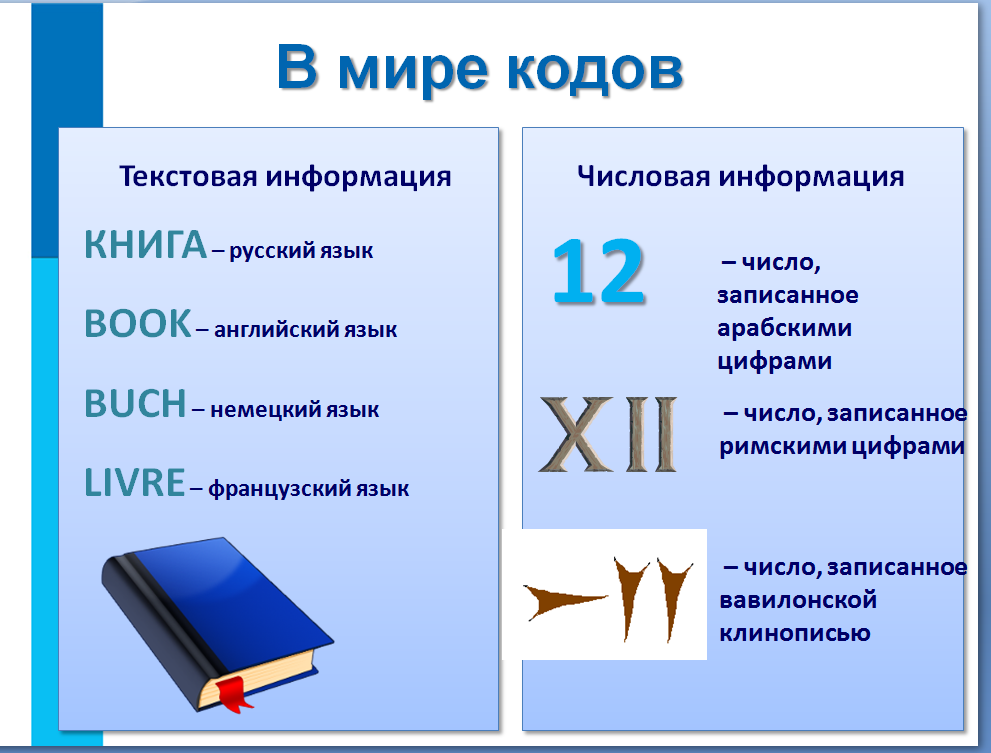 В мире кодов
Текстовая информация
КНИГА – русский язык
BOOK – английский язык
BUCH – немецкий язык
LIVRE – французский язык
Числовая информация
12
– число,
записанное
арабскими
цифрами
XII
– число, записанное
римскими цифрами
– число, записанное
вавилонской
клинописью